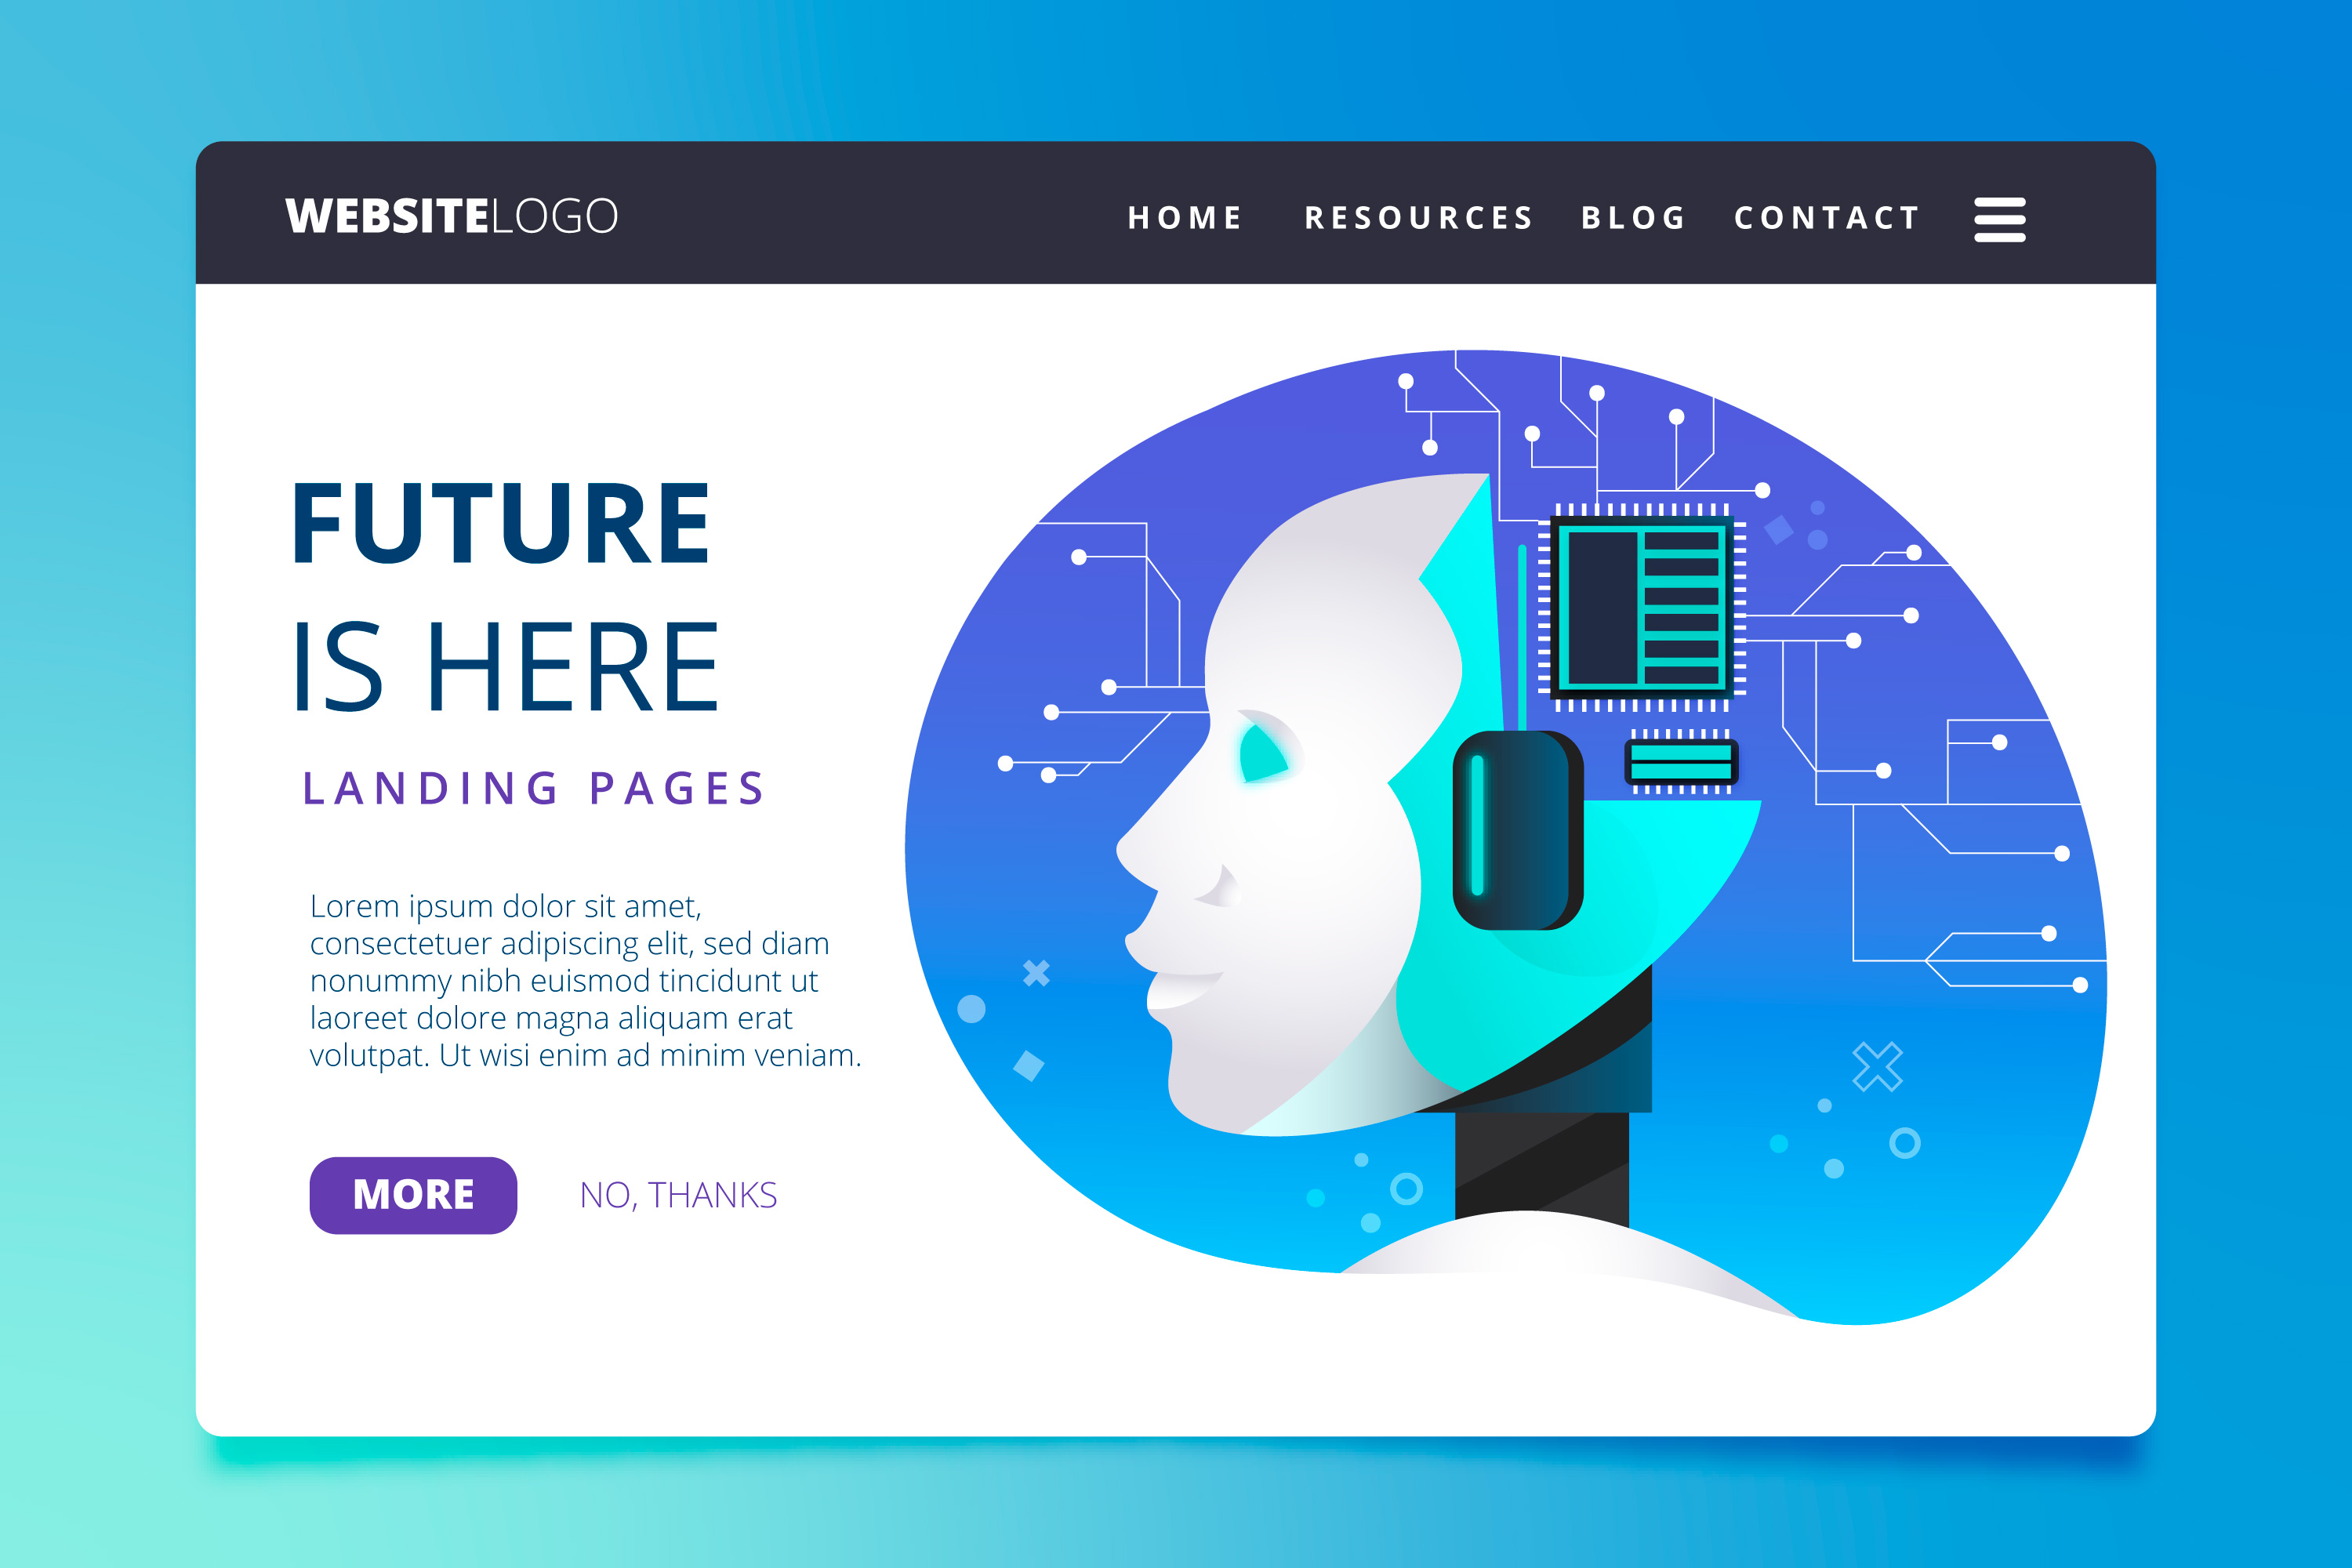 WEBSITELOGO
HOME RESOURCES BLOG CONTACT
FUTURE
IS HERE
LANDING PAGES
Lorem ipsum dolor sit amet,
consectetuer adipiscing elit, sed diam
nonummy nibh euismod tincidunt ut
laoreet dolore magna aliquam erat
volutpat. Ut wisi enim ad minim veniam.
MORE NO, THANKS